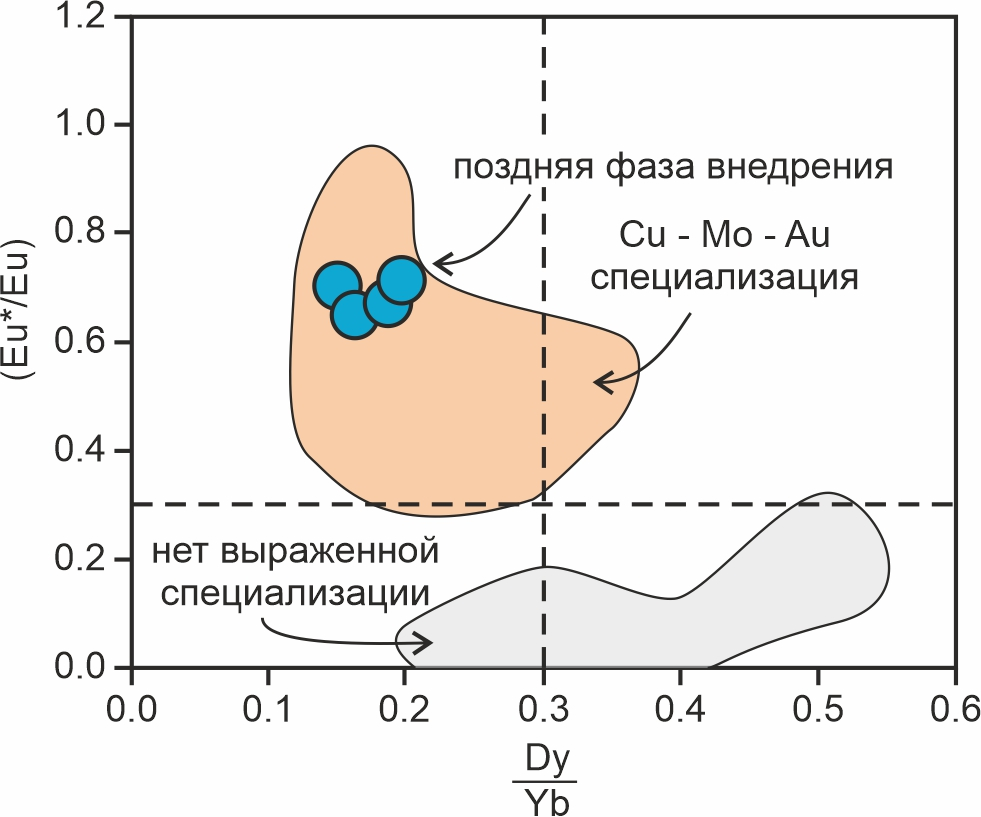 1.2
1.0
0.8
0.6
0.4
0.2
0.0
(Eu*/Eu)
поздняя фаза внедрения
Cu - Mo - Au
специализация
нет выраженной
специализации
0.0 0.1 0.2 0.3 0.4 0.5 0.6
Dy
Yb